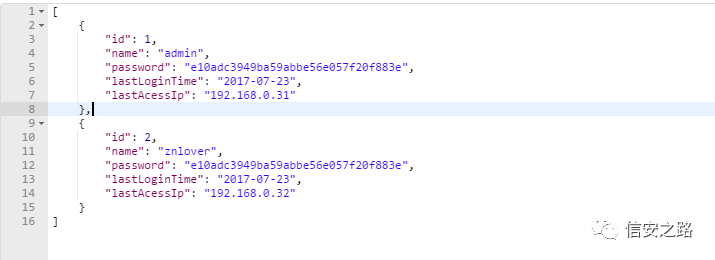 1 [
2 {
3 "id": 1,
4 "name": "admin",
5 "password": "e10adc3949ba59abbe56e057f20f883e",
6 "lastLoginTime": "2017-07-23",
7 "lastAcessIp": "192.168.0.31"
8 },
9 {
10 "id": 2,
11 "name": "znlover",
12 "password": "e10adc3949ba59abbe56e057f20f883e",
13 "lastLoginTime": "2017-07-23",
14 "lastAcessIp": "192.168.0.32"
15 }
16 ]
信安之路